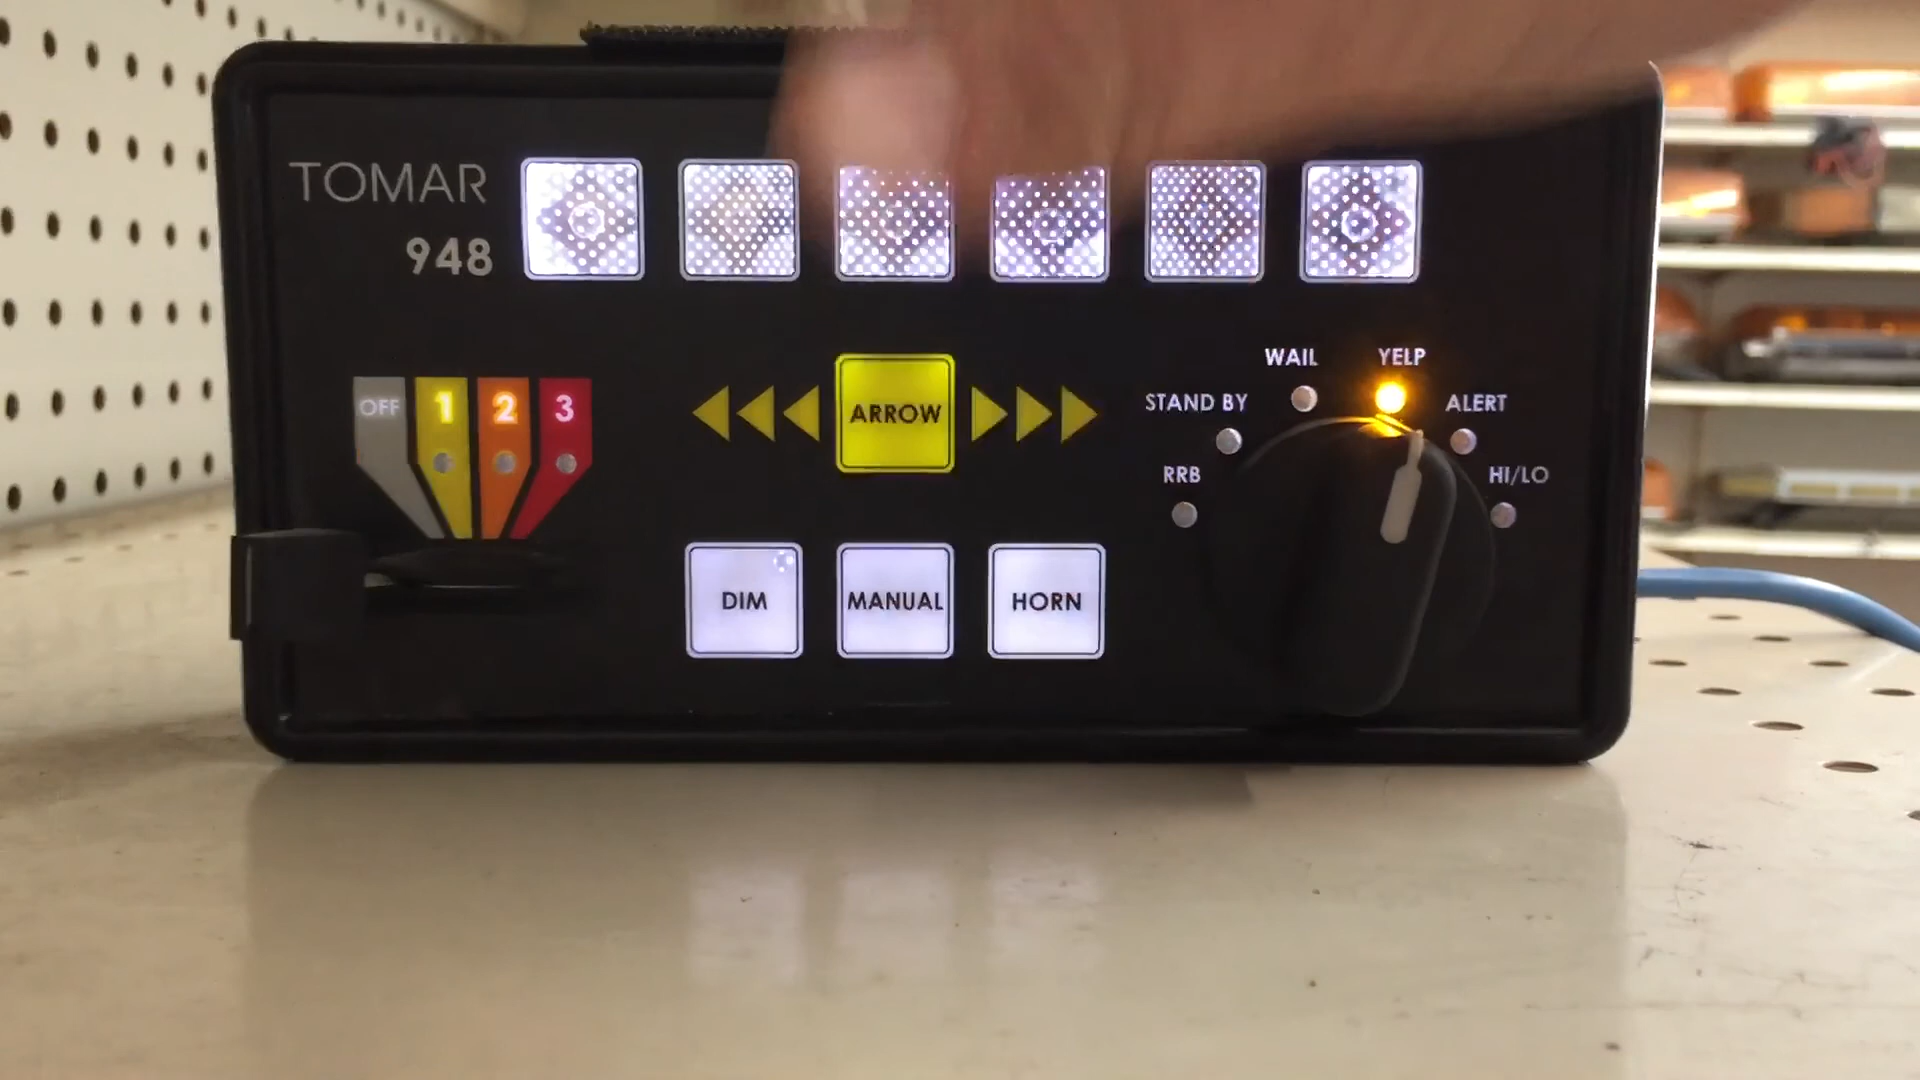 TOMAR
948
WAIL
YELP
STAND BY
ALERT
OFF
1
2
3
ARROW
RRB
HI/LO
DIM
MANUAL
HORN